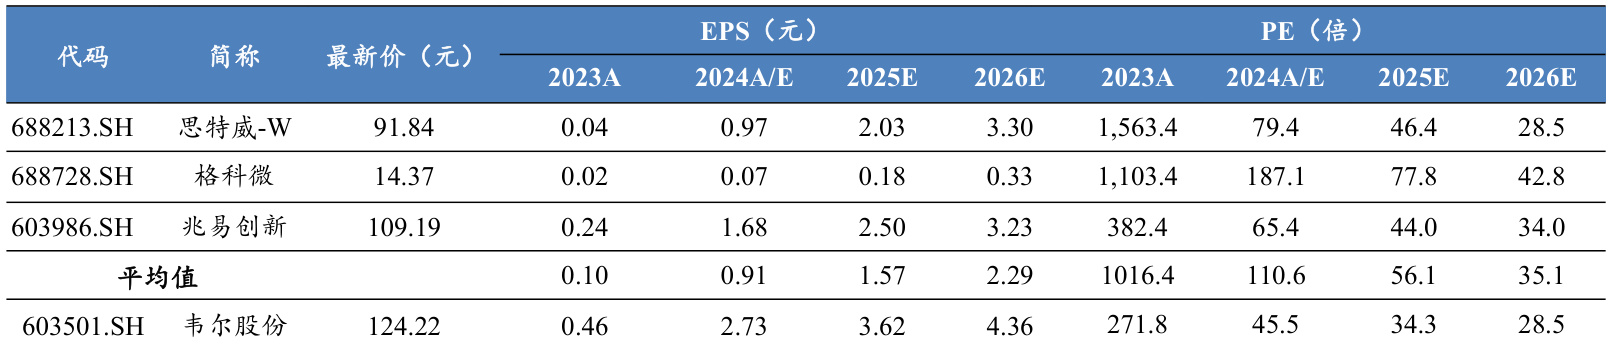 代码 简称 最新价（元） EPS（元） PE（倍）
2023A 2024A/E 2025E 2026E 2023A 2024A/E 2025E 2026E
688213.SH 思特威-W 91.84 0.04 0.97 2.03 3.30 1,563.4 79.4 46.4 28.5
688728.SH 格科微 14.37 0.02 0.07 0.18 0.33 1,103.4 187.1 77.8 42.8
603986.SH 兆易创新 109.19 0.24 1.68 2.50 3.23 382.4 65.4 44.0 34.0
平均值 0.10 0.91 1.57 2.29 1016.4 110.6 56.1 35.1
603501.SH 韦尔股份 124.22 0.46 2.73 3.62 4.36 271.8 45.5 34.3 28.5